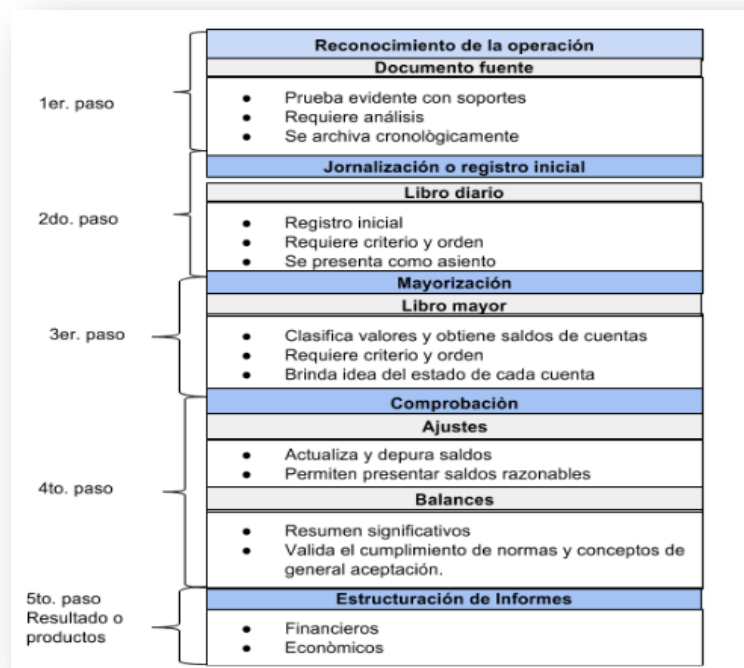 Reconocimiento de la operación
Documento fuente
1er. paso
● Prueba evidente con soportes
● Requiere análisis
● Se archiva cronològicamente
Jornalización o registro inicial
Libro diario
2do. paso
● Registro inicial
● Requiere criterio y orden
● Se presenta como asiento
Mayorización
Libro mayor
3er. paso
● Clasifica valores y obtiene saldos de cuentas
● Requiere criterio y orden
● Brinda idea del estado de cada cuenta
Comprobaciòn
Ajustes
● Actualiza y depura saldos
● Permiten presentar saldos razonables
4to. paso
Balances
● Resumen significativos
● Valida el cumplimiento de normas y conceptos de
general aceptación.
5to. paso
Resultado o
productos
Estructuración de Informes
● Financieros
● Econòmicos